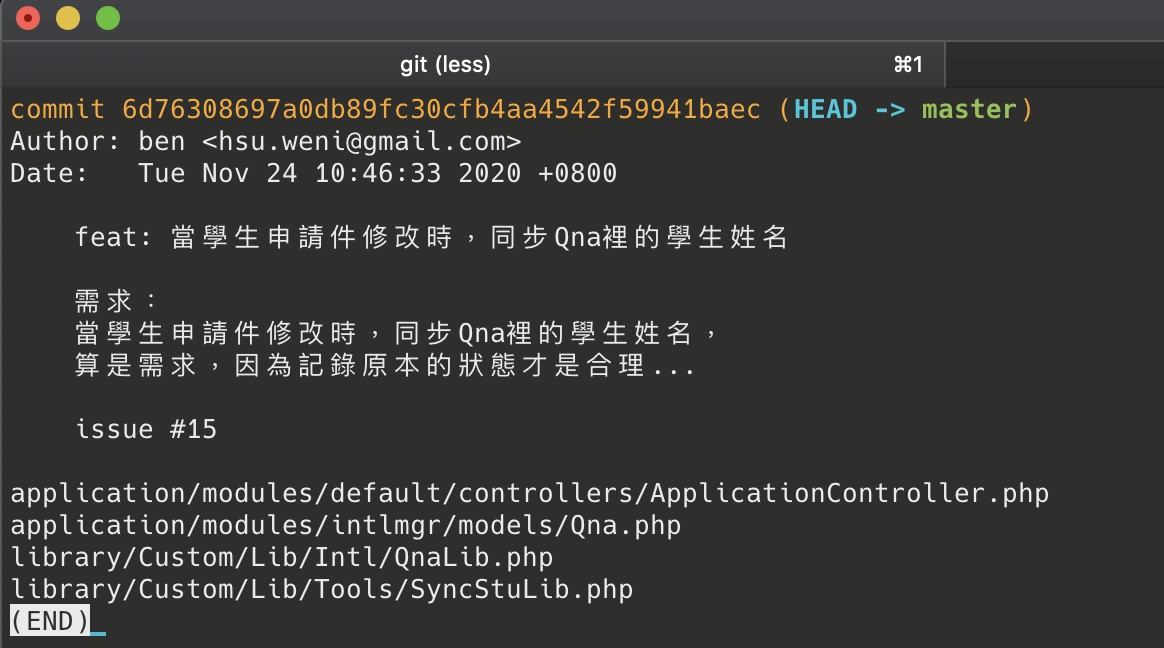 git (less) ⌘1
commit 6d76308697a0db89fc30cfb4aa4542f59941baec (HEAD -> master)
Author: ben <hsu.weni@gmail.com>
Date:   Tue Nov 24 10:46:33 2020 +0800
feat: 當學生申請件修改時，同步Qna裡的學生姓名
需求：
當學生申請件修改時，同步Qna裡的學生姓名，
算是需求，因為記錄原本的狀態才是合理...
issue #15
application/modules/default/controllers/ApplicationController.php
application/modules/intlmgr/models/Qna.php
library/Custom/Lib/Intl/QnaLib.php
library/Custom/Lib/Tools/SyncStuLib.php
(END)